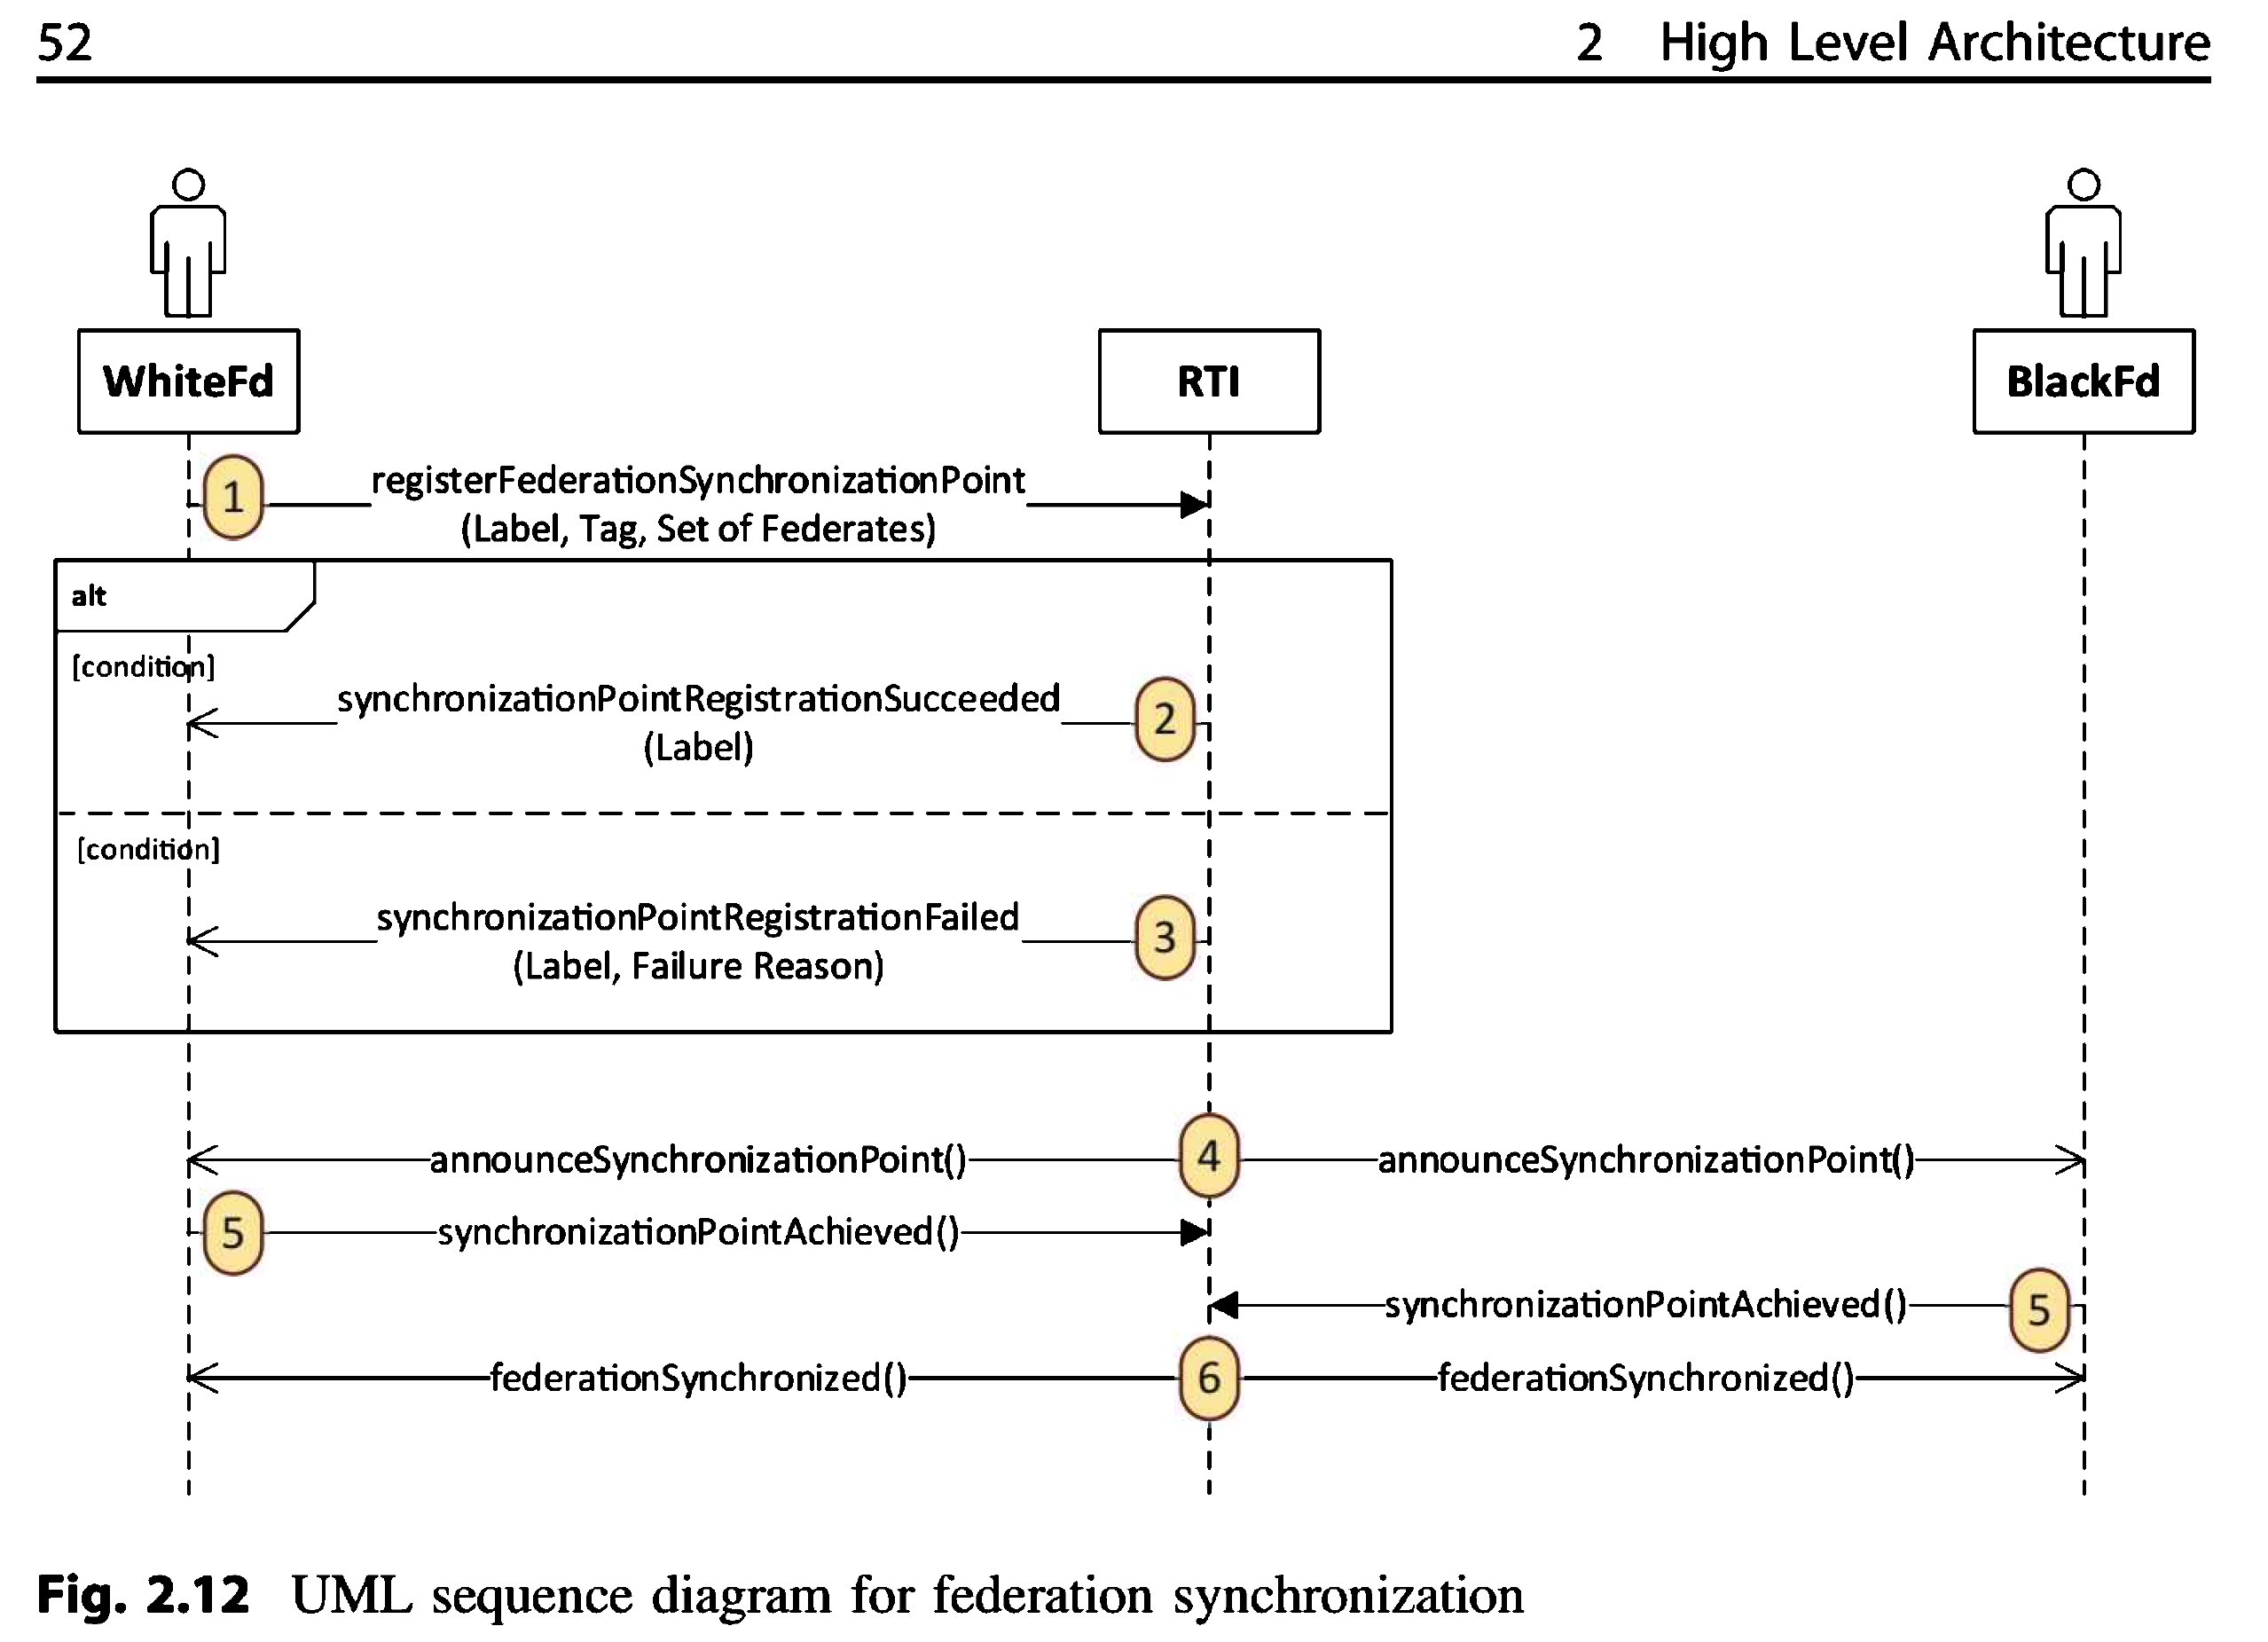 52
2 High Level Architecture
WhiteFd
RTI
BlackFd
1
registerFederationSynchronizationPoint
(Label, Tag, Set of Federates)
alt
[condition]
synchronizationPointRegistrationSucceeded
2
(Label)
[condition]
synchronizationPointRegistrationFailed
3
(Label, Failure Reason)
announceSynchronizationPoint()
4
announceSynchronizationPoint()
5
synchronizationPointAchieved()
synchronizationPointAchieved()
5
federationSynchronized()
6
federationSynchronized()
Fig. 2.12 UML sequence diagram for federation synchronization